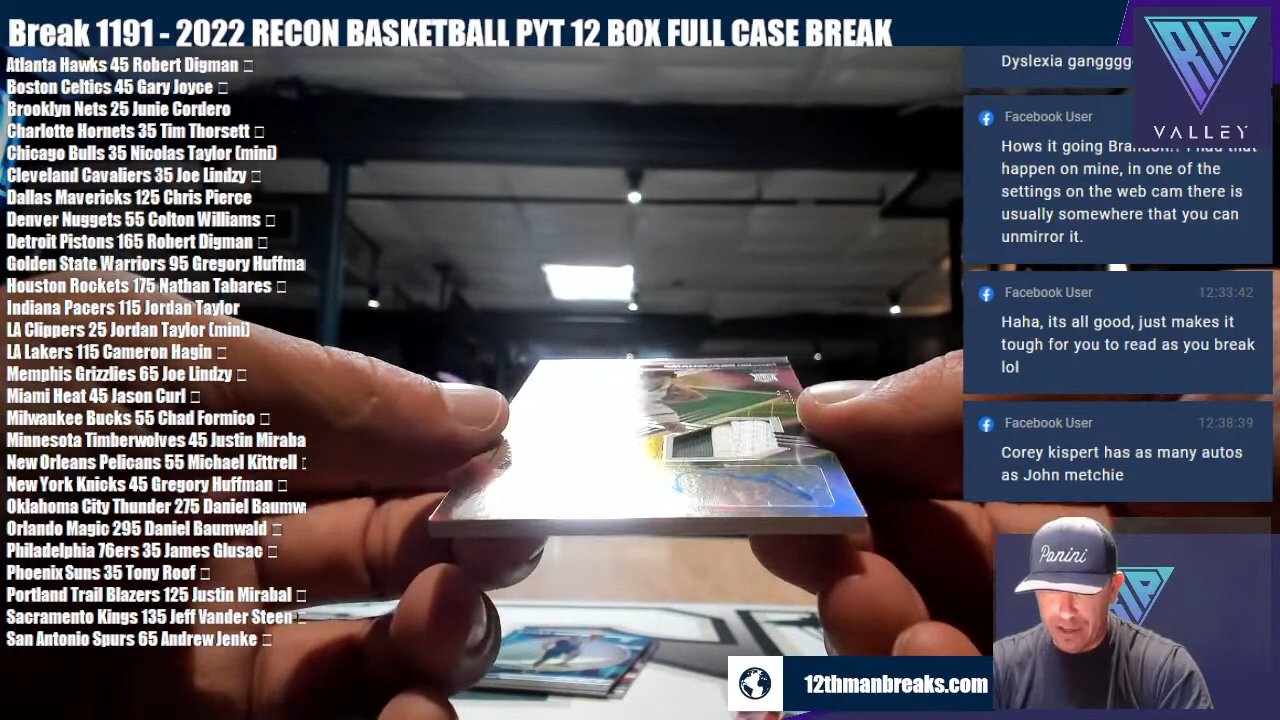 Break 1191 - 2022 RECON BASKETBALL PYT 12 BOX FULL CASE BREAK
Atlanta Hawks 45 Robert Digman
Boston Celtics 45 Gary Joyce
Brooklyn Nets 25 Junie Cordero
Charlotte Hornets 35 Tim Thorsett
Chicago Bulls 35 Nicolas Taylor (mini)
Cleveland Cavaliers 35 Joe Lindzy
Dallas Mavericks 125 Chris Pierce
Denver Nuggets 55 Colton Williams
Detroit Pistons 165 Robert Digman
Golden State Warriors 95 Gregory Huffma
Houston Rockets 175 Nathan Tabares
Indiana Pacers 115 Jordan Taylor
LA Clippers 25 Jordan Taylor (mini)
LA Lakers 115 Cameron Hagin
Memphis Grizzlies 65 Joe Lindzy
Miami Heat 45 Jason Curl
Milwaukee Bucks 55 Chad Formico
Minnesota Timberwolves 45 Justin Miraba
New Orleans Pelicans 55 Michael Kittrell
New York Knicks 45 Gregory Huffman
Oklahoma City Thunder 275 Daniel Baumw
Orlando Magic 295 Daniel Baumwald
Philadelphia 76ers 35 James Glusac
Phoenix Suns 35 Tony Roof
Portland Trail Blazers 125 Justin Mirabal
Sacramento Kings 135 Jeff Vander Steen
San Antonio Spurs 65 Andrew Jenke
Dyslexia gangggg
RIP
VALLEY
Facebook User
Hows it going Brandon!! I had that
happen on mine, in one of the
settings on the web cam there is
usually somewhere that you can
unmirror it.
Facebook User 12:33:42
Haha, its all good, just makes it
tough for you to read as you break
lol
Facebook User 12:38:39
Corey kispert has as many autos
as John metchie
Panini
RIP
12thmanbreaks.com